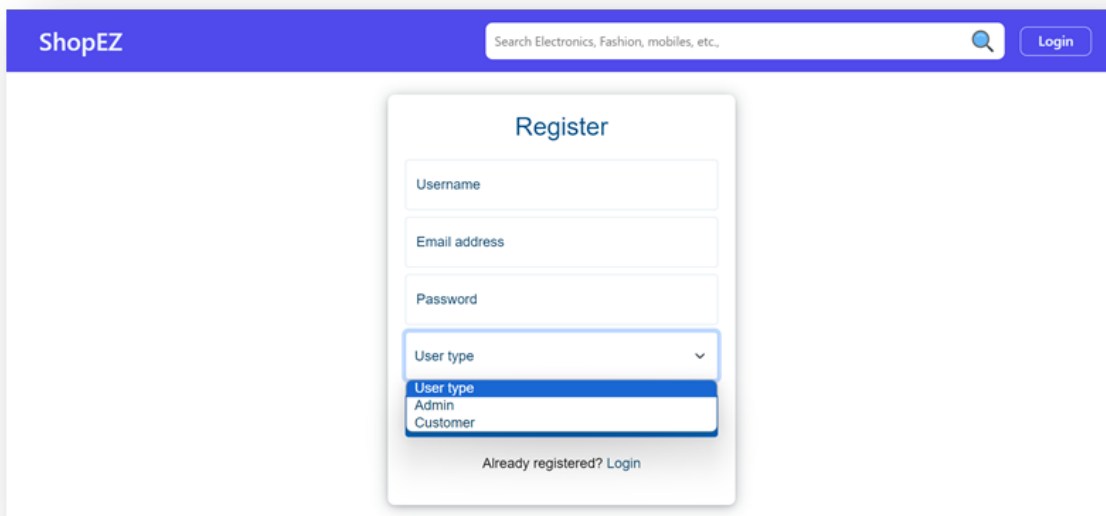 ShopEZ
Search Electronics, Fashion, mobiles, etc.,
Login
Register
Username
Email address
Password
User type
User type
Admin
Customer
Already registered? Login